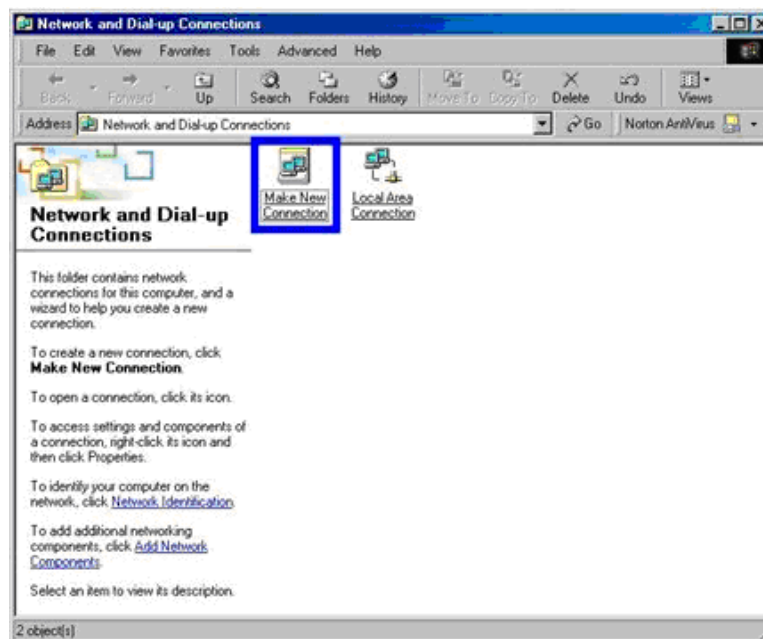 Network and Dial-up Connections
File Edit View Favorites Tools Advanced Help
Back Forward Up Search Folders History Move To Copy To Delete Undo Views
Address Network and Dial-up Connections Go Norton AntiVirus
Make New
Connection
Local Area
Connection
Network and Dial-up
Connections
This folder contains network
connections for this computer, and a
wizard to help you create a new
connection.
To create a new connection, click
Make New Connection.
To open a connection, click its icon.
To access settings and components of
a connection, right-click its icon and
then click Properties.
To identify your computer on the
network, click Network Identification.
To add additional networking
components, click Add Network
Components.
Select an item to view its description.
2 object(s)